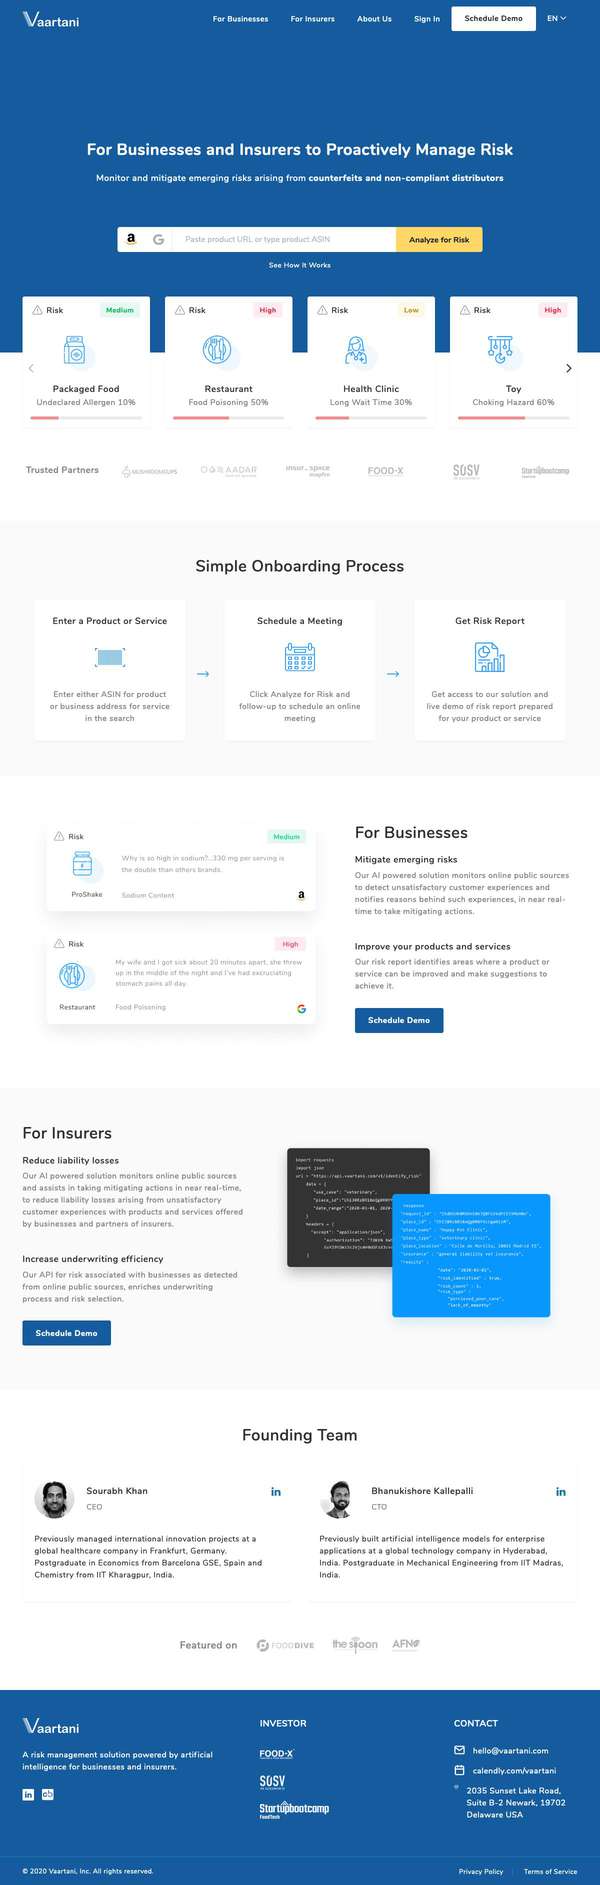 Vaartani
For Businesses
For Insurers
About Us
Sign In
Schedule Demo
EN
For Businesses and Insurers to Proactively Manage Risk
Monitor and mitigate emerging risks arising from counterfeits and non-compliant distributors
Paste product URL or type product ASIN
Analyze for Risk
See How It Works
Risk Medium
Packaged Food
Undeclared Allergen 10%
Risk High
Restaurant
Food Poisoning 50%
Risk Low
Health Clinic
Long Wait Time 30%
Risk High
Toy
Choking Hazard 60%
Trusted Partners
AADAR
FOOD-X
SOSV
Startupbootcamp
Simple Onboarding Process
Enter a Product or Service
Enter either ASIN for product
or business address for service
in the search
Schedule a Meeting
Click Analyze for Risk and
follow-up to schedule an online
meeting
Get Risk Report
Get access to our solution and
live demo of risk report prepared
for your product or service
Risk Medium
Why is so high in sodium?...330 mg per serving is
the double than others brands.
ProShake
Sodium Content
Risk High
My wife and I got sick about 20 minutes apart, she threw
up in the middle of the night and I've had excruciating
stomach pains all day.
Restaurant
Food Poisoning
For Businesses
Mitigate emerging risks
Our AI powered solution monitors online public sources
to detect unsatisfactory customer experiences and
notifies reasons behind such experiences, in near real-
time to take mitigating actions.
Improve your products and services
Our risk report identifies areas where a product or
service can be improved and make suggestions to
achieve it.
Schedule Demo
For Insurers
Reduce liability losses
Our AI powered solution monitors online public sources
and assists in taking mitigating actions in near real-time,
to reduce liability losses arising from unsatisfactory
customer experiences with products and services offered
by businesses and partners of insurers.
Increase underwriting efficiency
Our API for risk associated with businesses as detected
from online public sources, enriches underwriting
process and risk selection.
Schedule Demo
import requests
import json
Founding Team
Sourabh Khan
CEO
Previously managed international innovation projects at a
global healthcare company in Frankfurt, Germany.
Postgraduate in Economics from Barcelona GSE, Spain and
Chemistry from IIT Kharagpur, India.
Bhanukishore Kallepalli
CTO
Previously built artificial intelligence models for enterprise
applications at a global technology company in Hyderabad,
India. Postgraduate in Mechanical Engineering from IIT Madras,
India.
Featured on
FOODDIVE
the spoon
AFN
Vaartani
A risk management solution powered by artificial
intelligence for businesses and insurers.
INVESTOR
FOOD-X
SOSV
Startupbootcamp
FoodTech
CONTACT
hello@vaartani.com
calendly.com/vaartani
2035 Sunset Lake Road,
Suite B-2 Newark, 19702
Delaware USA
© 2020 Vaartani, Inc. All rights reserved.
Privacy Policy
Terms of Service